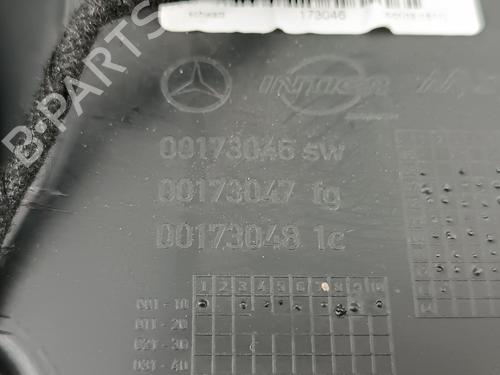 schwarz 173046
INTIER
00173046 sw
00173047 fg
00173048 1c
1 2 3 4 5 6 7 8 9 10
001 - 10
011 - 20
021 - 30
031 - 40
B-PARTS